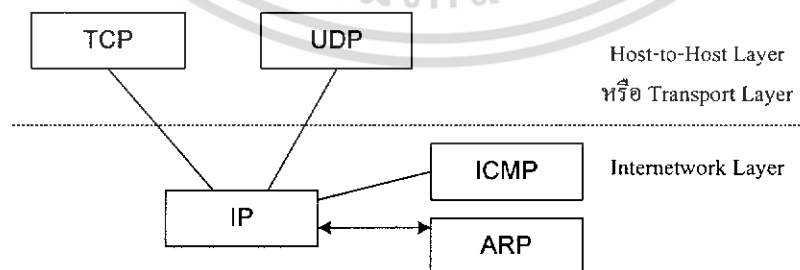 TCP
UDP
Host-to-Host Layer
หรือ Transport Layer
ICMP
Internetwork Layer
IP
ARP